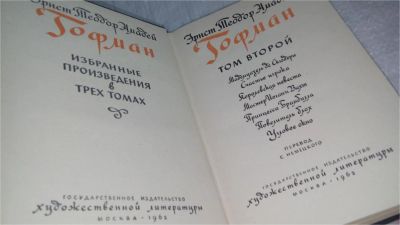 Эрнст Теодор Амадей
Гофман
ИЗБРАННЫЕ
ПРОИЗВЕДЕНИЯ
В
ТРЕХ ТОМАХ
ГОСУДАРСТВЕННОЕ ИЗДАТЕЛЬСТВО
художественной литературы
МОСКВА - 1962
Эрнст Теодор Амадей
Гофман
ТОМ ВТОРОЙ
Мадемуазель де Скюдери
Счастье игрока
Королевская невеста
Мастер Иоганн Вахт
Принцесса Брамбилла
Повелитель блох
Угловое окно
ПЕРЕВОД
С НЕМЕЦКОГО
ГОСУДАРСТВЕННОЕ ИЗДАТЕЛЬСТВО
художественной литературы
МОСКВА - 1962